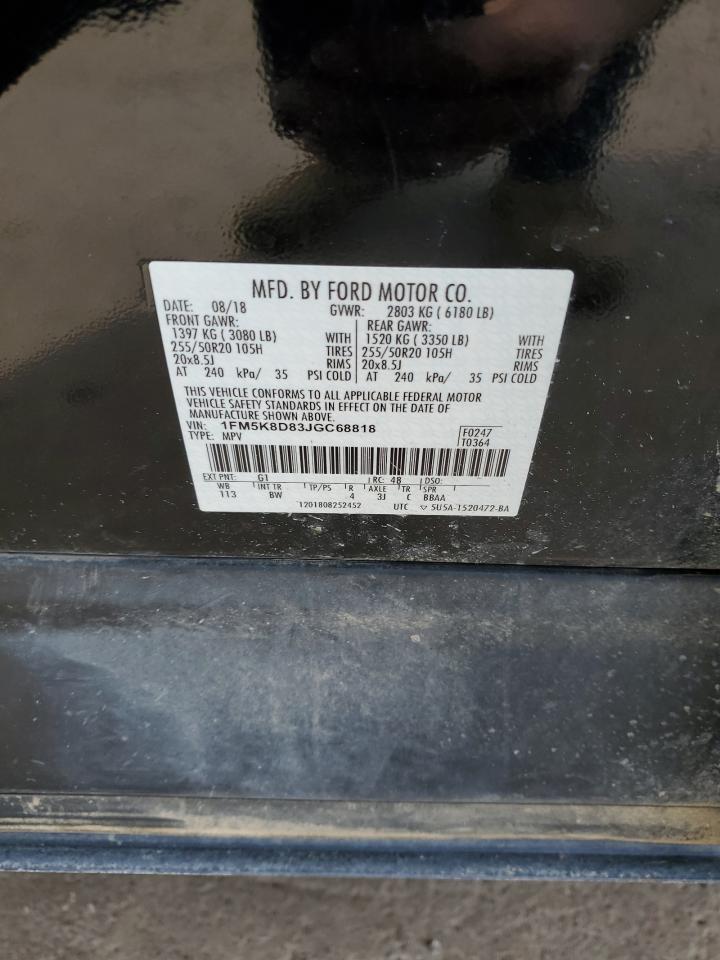 MFD. BY FORD MOTOR CO.
DATE: 08/18 GVWR: 2803 KG ( 6180 LB)
FRONT GAWR: REAR GAWR:
1397 KG ( 3080 LB) WITH 1520 KG ( 3350 LB) WITH
255/50R20 105H TIRES 255/50R20 105H TIRES
20x8.5J RIMS 20x8.5J RIMS
AT 240 kPa/ 35 PSI COLD AT 240 kPa/ 35 PSI COLD
THIS VEHICLE CONFORMS TO ALL APPLICABLE FEDERAL MOTOR
VEHICLE SAFETY STANDARDS IN EFFECT ON THE DATE OF
MANUFACTURE SHOWN ABOVE.
VIN: 1FM5K8D83JGC68818 F0247
TYPE: MPV T0364
EXT PNT: G1 RC: 48 DSO:
WB INT TR TP/PS R AXLE TR SPR
113 BW 4 3J C BBAA
1201808252452 UTC ▽ 5U5A-1520472-BA